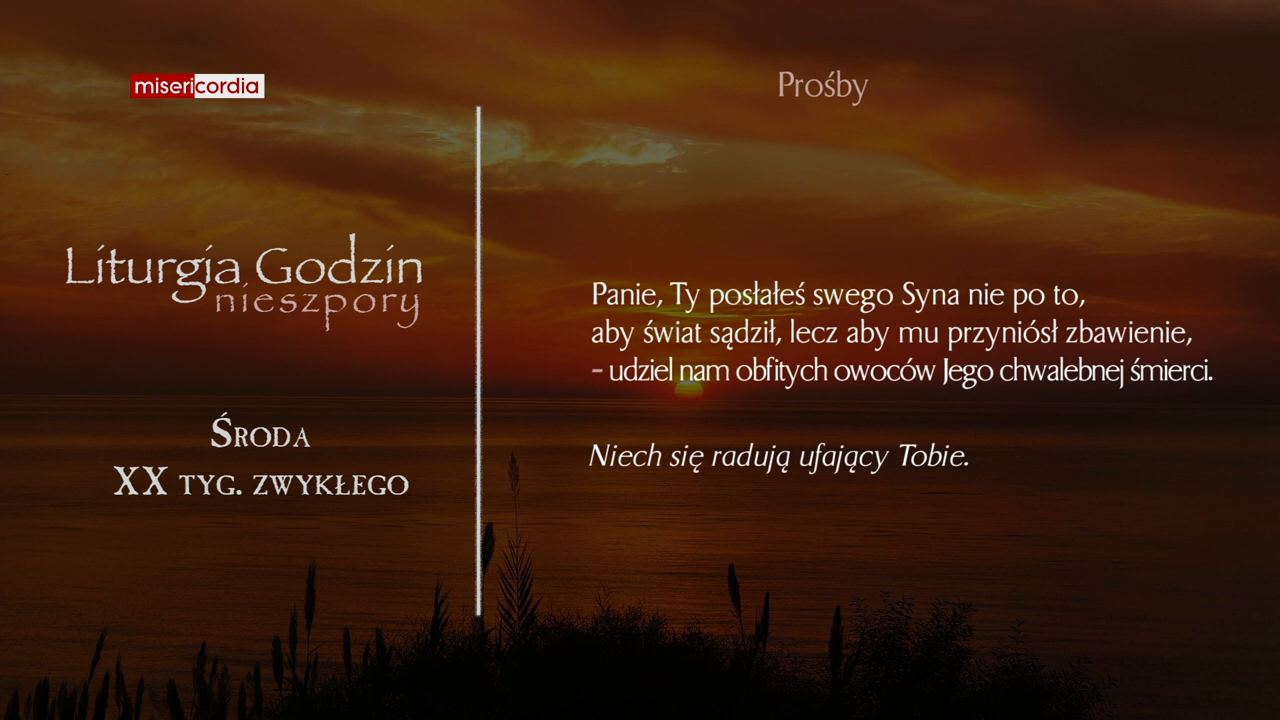 misericordia
Prośby
Liturgia Godzin
nieszpory
Środa
XX tyg. zwykłego
Panie, Ty posłałeś swego Syna nie po to,
aby świat sądził, lecz aby mu przyniósł zbawienie,
- udziel nam obfitych owoców Jego chwalebnej śmierci.
Niech się radują ufający Tobie.